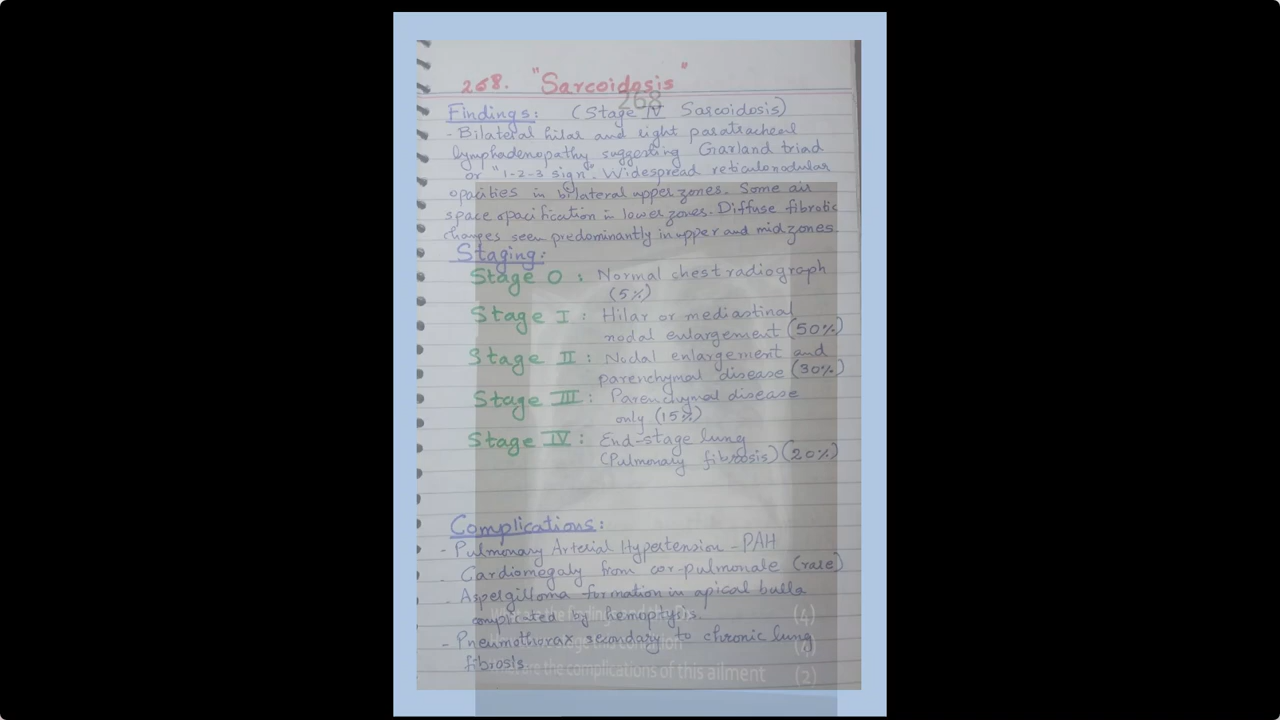 268. "Sarcoidosis"
268
Findings: (Stage IV Sarcoidosis)
- Bilateral hilar and right paratracheal
lymphadenopathy suggesting Garland triad
or "1-2-3 sign". Widespread reticulonodular
opacities in bilateral upper zones. Some air
space opacification in lower zones. Diffuse fibrotic
changes seen predominantly in upper and mid zones.
Staging:
Stage 0 : Normal chest radiograph
(5%)
Stage I : Hilar or mediastinal
nodal enlargement (50%)
Stage II : Nodal enlargement and
parenchymal disease (30%)
Stage III : Parenchymal disease
only (15%)
Stage IV : End-stage lung
(Pulmonary fibrosis) (20%)
Complications:
- Pulmonary Arterial Hypertension - PAH
- Cardiomegaly from cor-pulmonale (rare)
- Aspergilloma formation in apical bulla
complicated by hemoptysis.
(4)
- Pneumothorax secondary to chronic lung
stage this condition (4)
fibrosis.
are the complications of this ailment (2)